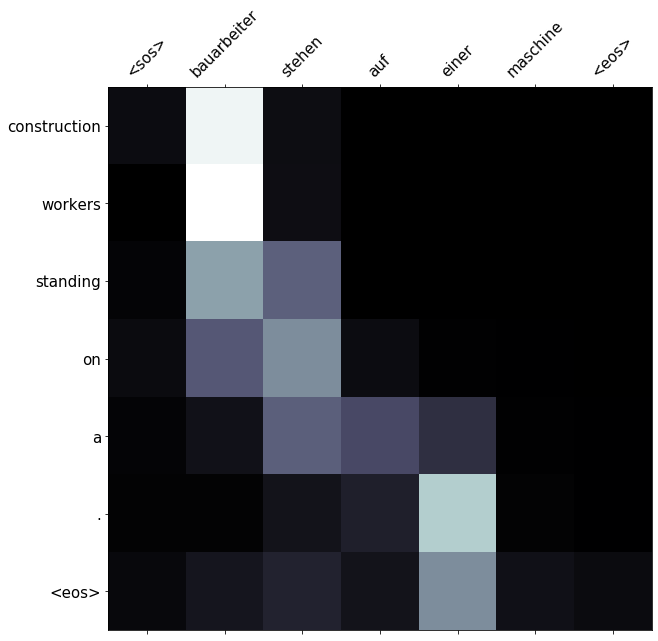 <sos> bauarbeiter stehen auf einer maschine <eos>
construction
workers
standing
on
a
.
<eos>